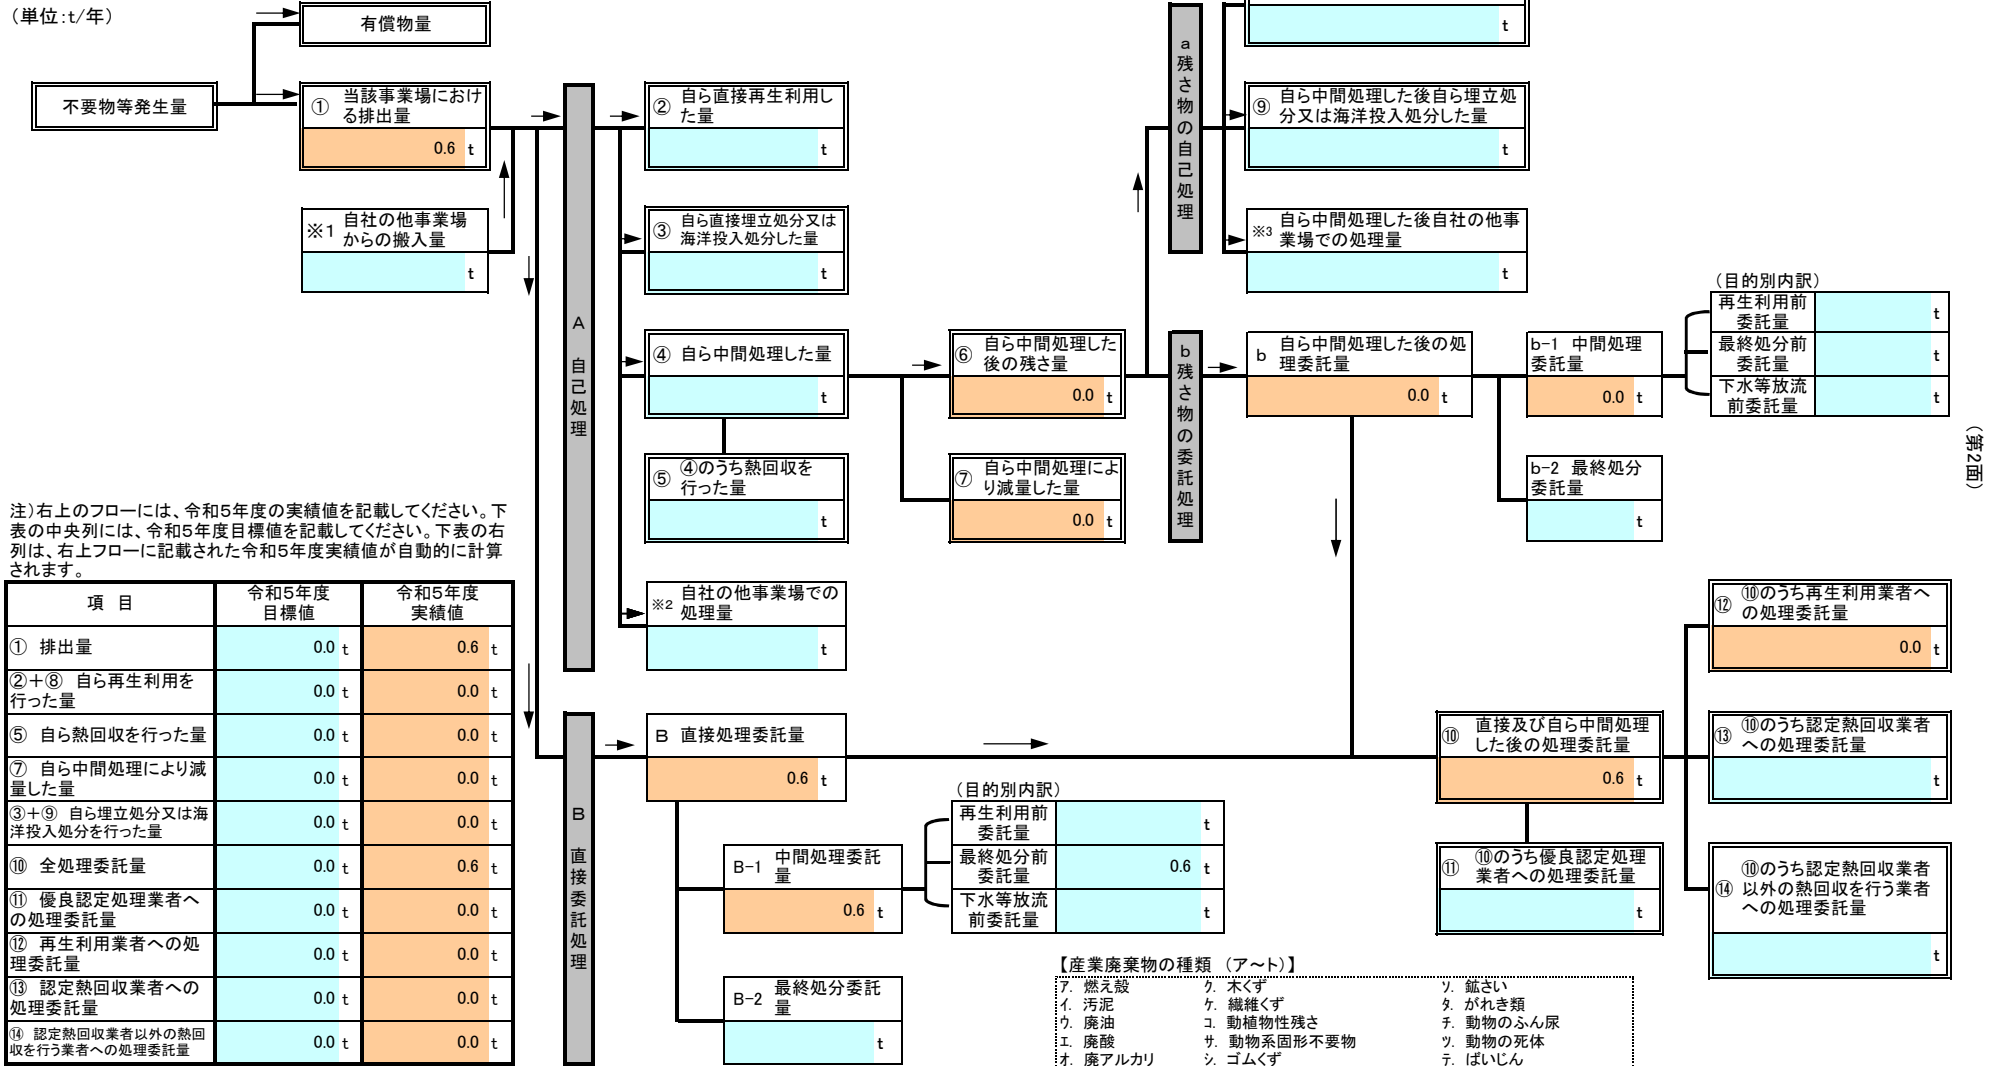 (単位:t/年)
有償物量
t
不要物等発生量
① 当該事業場におけ
る排出量
0.6 t
※1 自社の他事業場
からの搬入量
t
A 自己処理
② 自ら直接再生利用し
た量
t
③ 自ら直接埋立処分又は
海洋投入処分した量
t
④ 自ら中間処理した量
t
⑤ ④のうち熱回収を
行った量
t
※2 自社の他事業場での
処理量
t
⑥ 自ら中間処理した
後の残さ量
0.0 t
⑦ 自ら中間処理によ
り減量した量
0.0 t
a 残さ物の自己処理
⑨ 自ら中間処理した後自ら埋立処
分又は海洋投入処分した量
t
※3 自ら中間処理した後自社の他事
業場での処理量
t
b 残さ物の委託処理
b 自ら中間処理した後の処
理委託量
0.0 t
b-1 中間処理
委託量
0.0 t
b-2 最終処分
委託量
t
(目的別内訳)
再生利用前
委託量
t
最終処分前
委託量
t
下水等放流
前委託量
t
(第2面)
注)右上のフローには、令和5年度の実績値を記載してください。下
表の中央列には、令和5年度目標値を記載してください。下表の右
列は、右上フローに記載された令和5年度実績値が自動的に計算
されます。
項 目 令和5年度
目標値 令和5年度
実績値
① 排出量 0.0 t 0.6 t
②+⑧ 自ら再生利用を
行った量 0.0 t 0.0 t
⑤ 自ら熱回収を行った量 0.0 t 0.0 t
⑦ 自ら中間処理により減
量した量 0.0 t 0.0 t
③+⑨ 自ら埋立処分又は海
洋投入処分を行った量 0.0 t 0.0 t
⑩ 全処理委託量 0.0 t 0.6 t
⑪ 優良認定処理業者へ
の処理委託量 0.0 t 0.0 t
⑫ 再生利用業者への処
理委託量 0.0 t 0.0 t
⑬ 認定熱回収業者への
処理委託量 0.0 t 0.0 t
⑭ 認定熱回収業者以外の熱回
収を行う業者への処理委託量 0.0 t 0.0 t
B 直接委託処理
B 直接処理委託量
0.6 t
B-1 中間処理委託
量
0.6 t
B-2 最終処分委託
量
t
(目的別内訳)
再生利用前
委託量
t
最終処分前
委託量
0.6 t
下水等放流
前委託量
t
⑩ 直接及び自ら中間処理
した後の処理委託量
0.6 t
⑪ ⑩のうち優良認定処理
業者への処理委託量
t
⑫ ⑩のうち再生利用業者へ
の処理委託量
0.0 t
⑬ ⑩のうち認定熱回収業者
への処理委託量
t
⑭ ⑩のうち認定熱回収業者
以外の熱回収を行う業者
への処理委託量
t
【産業廃棄物の種類 (ア~ト)】
ア. 燃え殻 ク. 木くず ソ. 鉱さい
イ. 汚泥 ケ. 繊維くず タ. がれき類
ウ. 廃油 コ. 動植物性残さ チ. 動物のふん尿
エ. 廃酸 サ. 動物系固形不要物 ツ. 動物の死体
オ. 廃アルカリ シ. ゴムくず テ. ばいじん